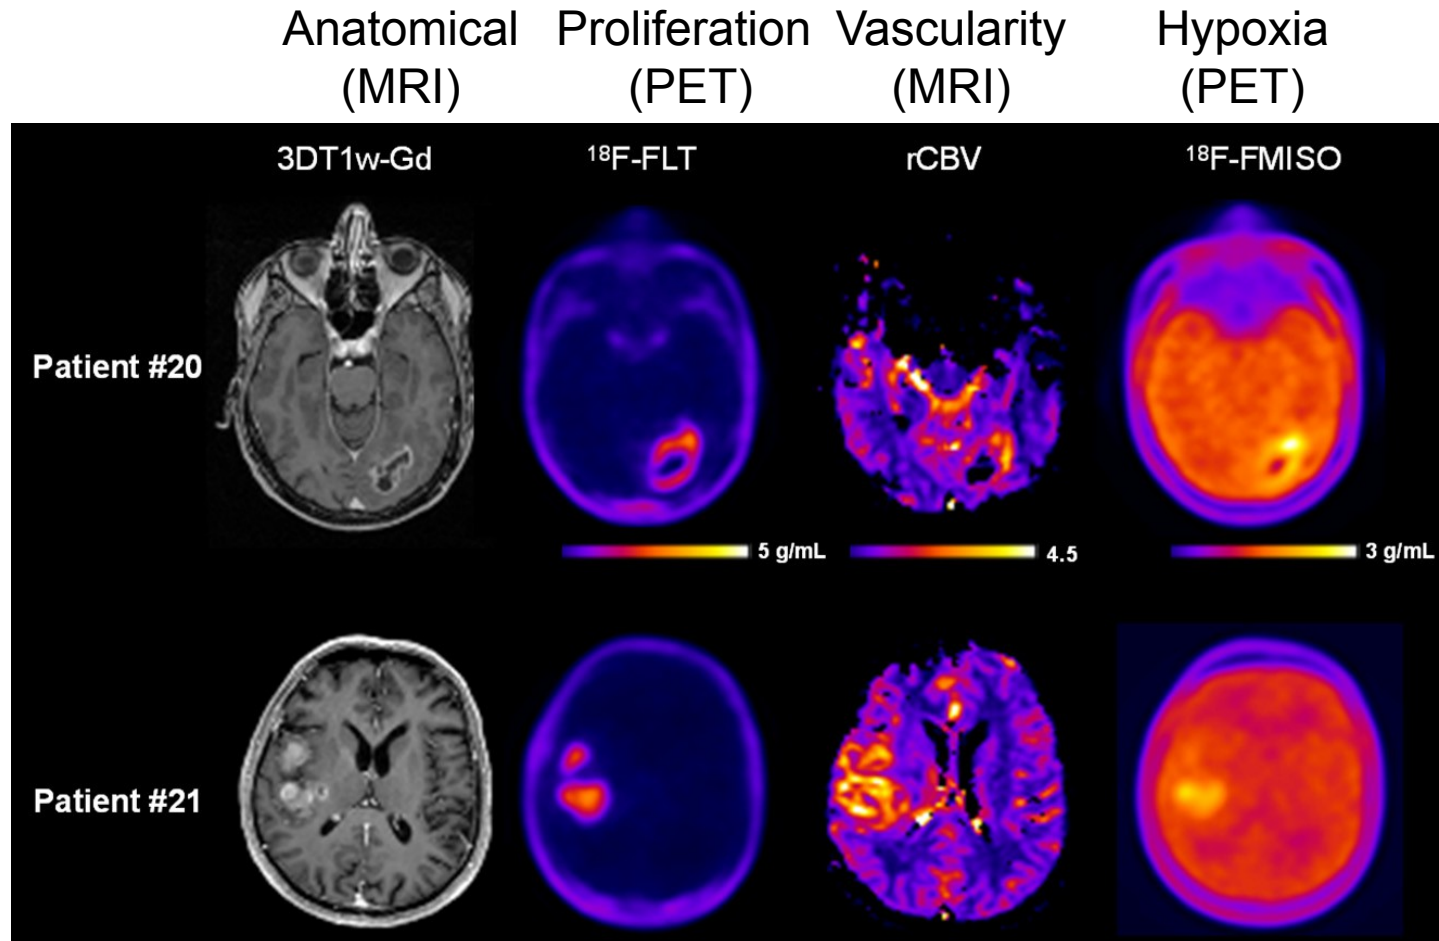 Anatomical Proliferation Vascularity Hypoxia
(MRI) (PET) (MRI) (PET)
3DT1w-Gd ¹⁸F-FLT rCBV ¹⁸F-FMISO
Patient #20
5 g/mL 4.5 3 g/mL
Patient #21